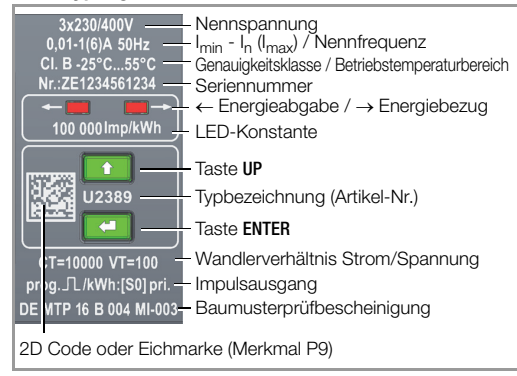 3x230/400V Nennspannung
0,01-1(6)A 50Hz Imin - In (Imax) / Nennfrequenz
Cl. B -25°C...55°C Genauigkeitsklasse / Betriebstemperaturbereich
Nr.:ZE1234561234 Seriennummer
← → ← Energieabgabe / → Energiebezug
100 000 Imp/kWh LED-Konstante
Taste UP
U2389 Typbezeichnung (Artikel-Nr.)
Taste ENTER
CT=10000 VT=100 Wandlerverhältnis Strom/Spannung
prog. /kWh:[S0] pri. Impulsausgang
DE MTP 16 B 004 MI-003 Baumusterprüfbescheinigung
2D Code oder Eichmarke (Merkmal P9)